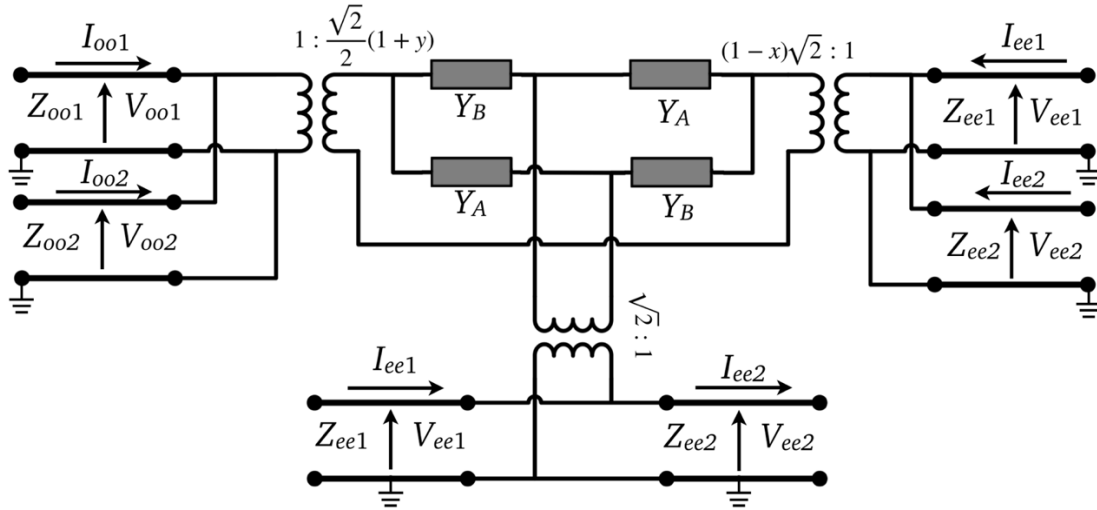 I_{oo1}
1 : \frac{\sqrt{2}}{2}(1 + y)
(1 − x)\sqrt{2} : 1
I_{ee1}
Z_{oo1} V_{oo1}
Y_B
Y_A
Z_{ee1} V_{ee1}
I_{oo2}
Y_A
Y_B
I_{ee2}
Z_{oo2} V_{oo2}
Z_{ee2} V_{ee2}
\sqrt{2} : 1
I_{ee1}
I_{ee2}
Z_{ee1} V_{ee1}
Z_{ee2} V_{ee2}